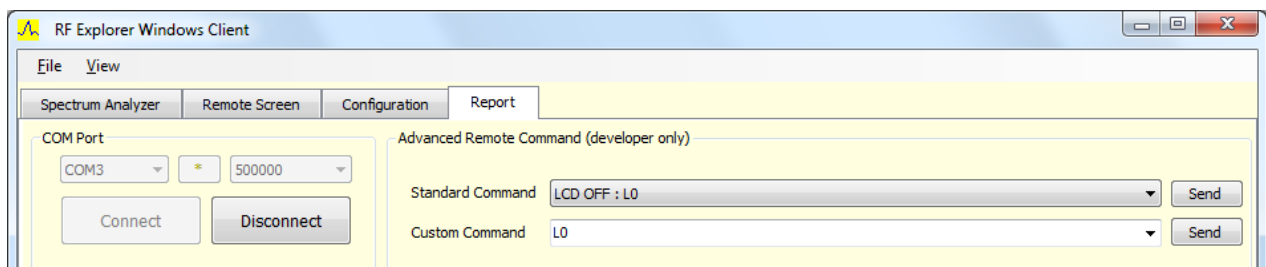 RF Explorer Windows Client
File View
Spectrum Analyzer Remote Screen Configuration Report
COM Port
COM3 * 500000
Connect Disconnect
Advanced Remote Command (developer only)
Standard Command LCD OFF : L0 Send
Custom Command L0 Send